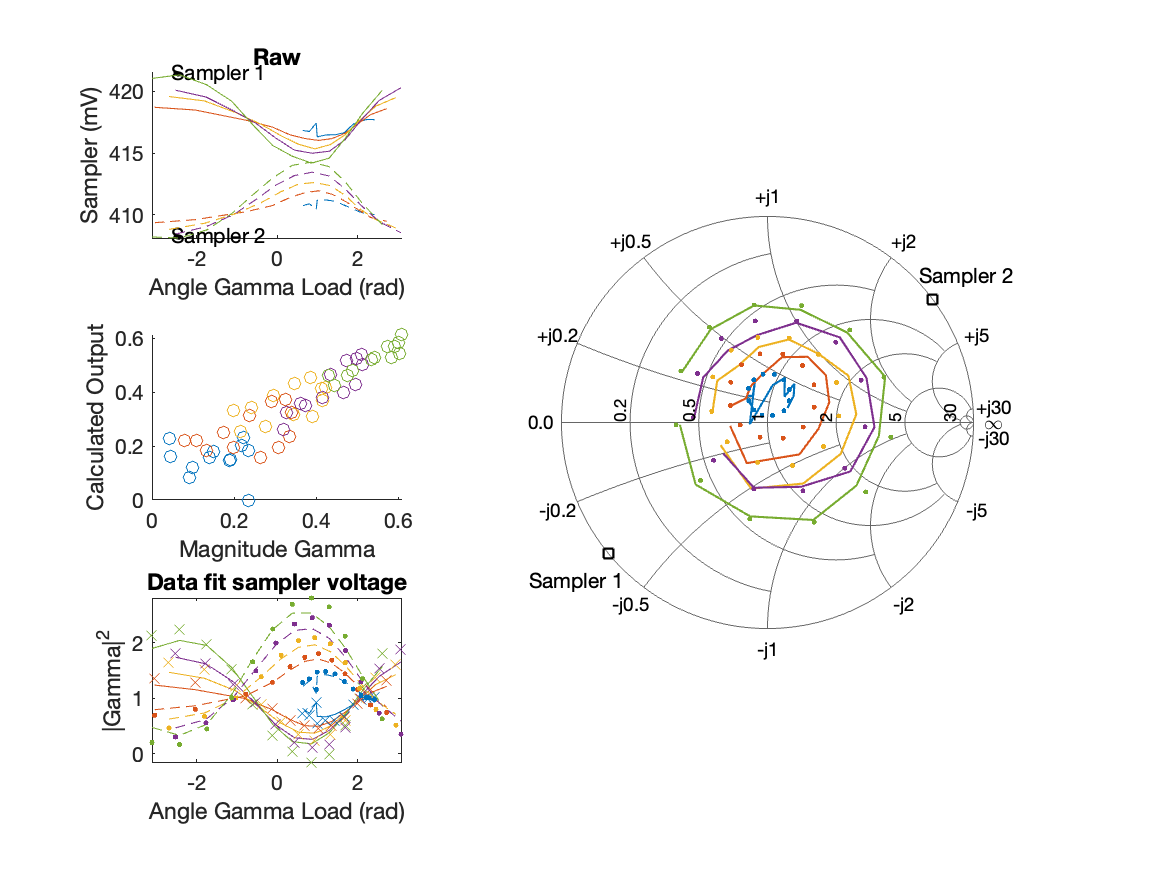 Raw
Sampler 1
Sampler (mV)
420
415
410
Sampler 2
-2
0
2
Angle Gamma Load (rad)
Calculated Output
0.6
0.4
0.2
0
0
0.2
0.4
0.6
Magnitude Gamma
Data fit sampler voltage
|Gamma|²
2
1
0
-2
0
2
Angle Gamma Load (rad)
+j1
+j0.5
+j2
Sampler 2
+j0.2
+j5
0.0
0.2
0.5
1
2
5
30
+j30
∞
-j30
-j0.2
-j5
Sampler 1
-j0.5
-j2
-j1